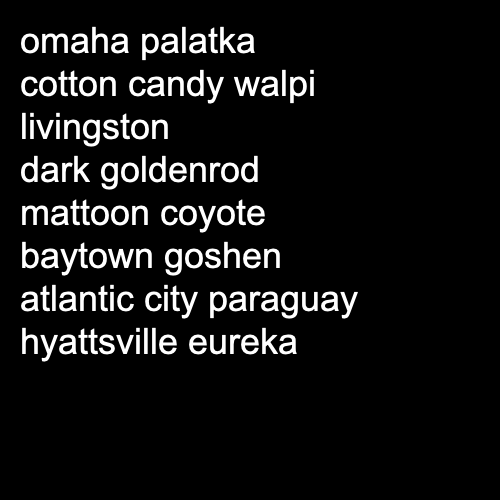 omaha palatka
cotton candy walpi
livingston
dark goldenrod
mattoon coyote
baytown goshen
atlantic city paraguay
hyattsville eureka